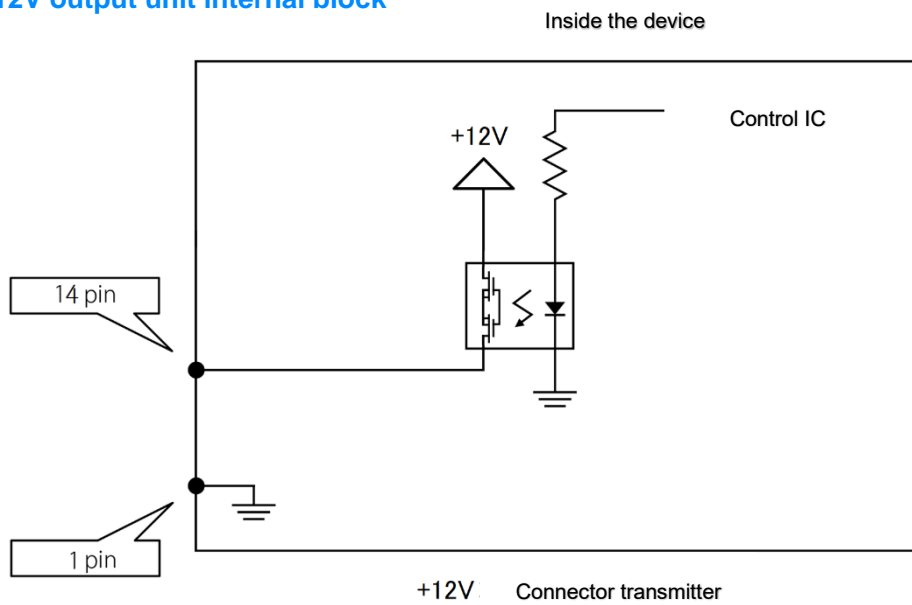 12V output unit internal block
Inside the device
Control IC
+12V
14 pin
1 pin
+12V Connector transmitter